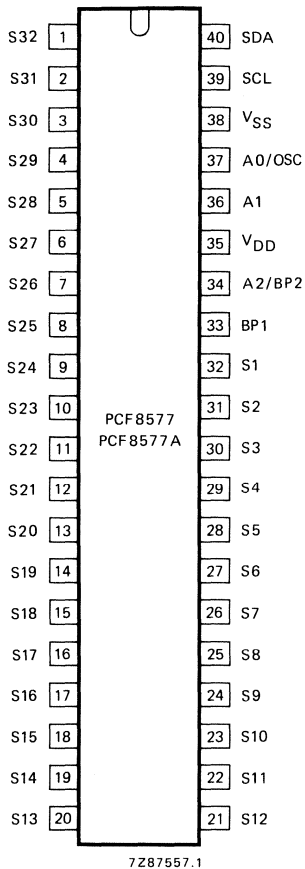 S32 1 40 SDA
S31 2 39 SCL
S30 3 38 VSS
S29 4 37 A0/OSC
S28 5 36 A1
S27 6 35 VDD
S26 7 34 A2/BP2
S25 8 33 BP1
S24 9 32 S1
S23 10 31 S2
PCF8577
PCF8577A
S22 11 30 S3
S21 12 29 S4
S20 13 28 S5
S19 14 27 S6
S18 15 26 S7
S17 16 25 S8
S16 17 24 S9
S15 18 23 S10
S14 19 22 S11
S13 20 21 S12
7Z87557.1